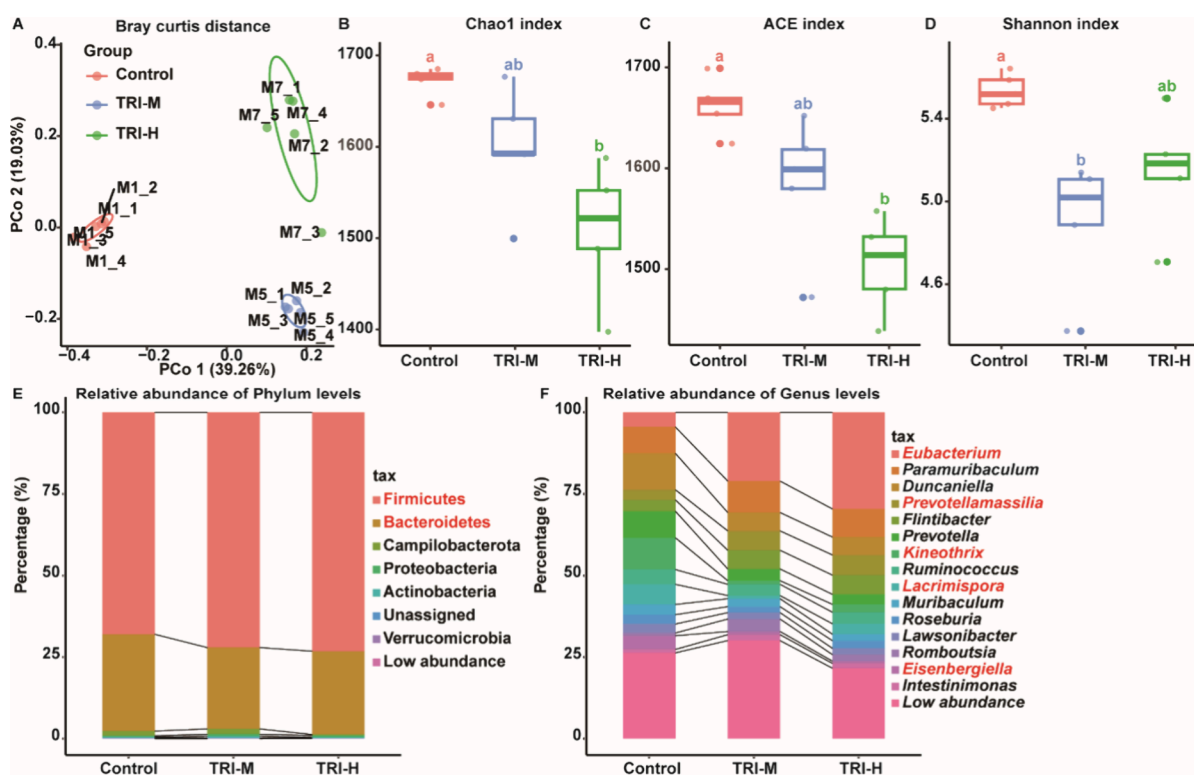 A Bray curtis distance
0.4
0.2
0.0
−0.2
PCo 2 (19.03%)
Group
Control
TRI-M
TRI-H
M7_1
M7_5
M7_4
M7_2
M1_2
M1_1
M1_5
M1_3
M1_4
M7_3
M5_1
M5_2
M5_3
M5_5
M5_4
−0.4
−0.2
0.0
0.2
PCo 1 (39.26%)
B Chao1 index
1700
1600
1500
1400
a
ab
b
Control
TRI-M
TRI-H
C ACE index
1700
1600
1500
a
ab
b
Control
TRI-M
TRI-H
D Shannon index
5.4
5.0
4.6
a
b
ab
Control
TRI-M
TRI-H
E Relative abundance of Phylum levels
100
75
50
25
0
Percentage (%)
Control
TRI-M
TRI-H
tax
Firmicutes
Bacteroidetes
Campilobacterota
Proteobacteria
Actinobacteria
Unassigned
Verrucomicrobia
Low abundance
F Relative abundance of Genus levels
100
75
50
25
0
Percentage (%)
Control
TRI-M
TRI-H
tax
Eubacterium
Paramuribaculum
Duncaniella
Prevotellamassilia
Flintibacter
Prevotella
Kineothrix
Ruminococcus
Lacrimispora
Muribaculum
Roseburia
Lawsonibacter
Romboutsia
Eisenbergiella
Intestinimonas
Low abundance